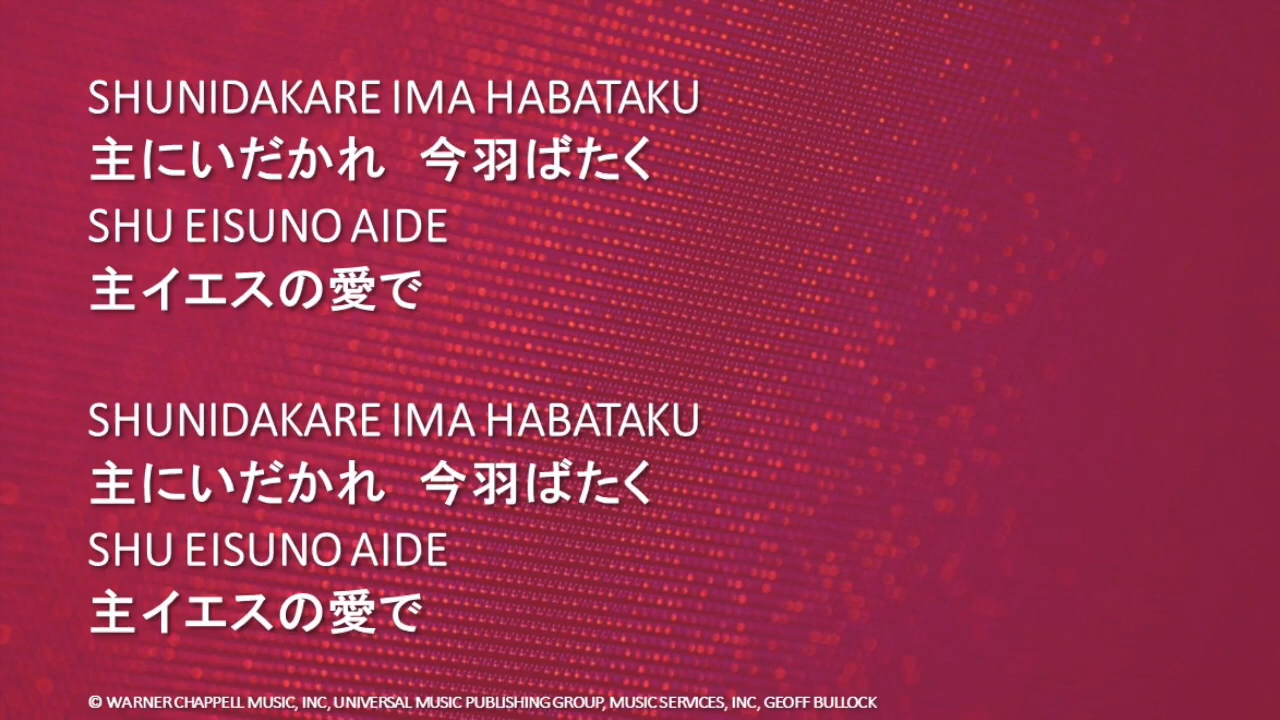 SHUNIDAKARE IMA HABATAKU
主にいだかれ　今羽ばたく
SHU EISUNO AIDE
主イエスの愛で
SHUNIDAKARE IMA HABATAKU
主にいだかれ　今羽ばたく
SHU EISUNO AIDE
主イエスの愛で
© WARNER CHAPPELL MUSIC, INC, UNIVERSAL MUSIC PUBLISHING GROUP, MUSIC SERVICES, INC, GEOFF BULLOCK